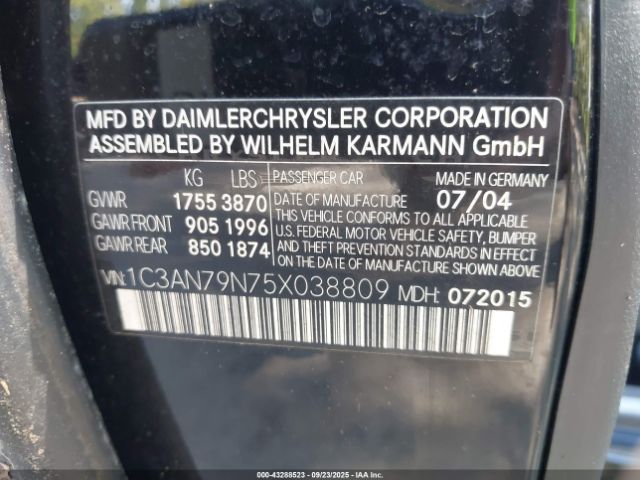 MFD BY DAIMLERCHRYSLER CORPORATION
ASSEMBLED BY WILHELM KARMANN GmbH
KG LBS PASSENGER CAR MADE IN GERMANY
GVWR 1755 3870 DATE OF MANUFACTURE 07/04
GAWR FRONT 905 1996 THIS VEHICLE CONFORMS TO ALL APPLICABLE
U.S. FEDERAL MOTOR VEHICLE SAFETY, BUMPER
GAWR REAR 850 1874 AND THEFT PREVENTION STANDARDS IN EFFECT
ON THE DATE OF MANUFACTURE SHOWN ABOVE.
VIN: 1C3AN79N75X038809 MDH: 072015
000-43288523 - 09/23/2025 - COPYRIGHT IAA, LLC.